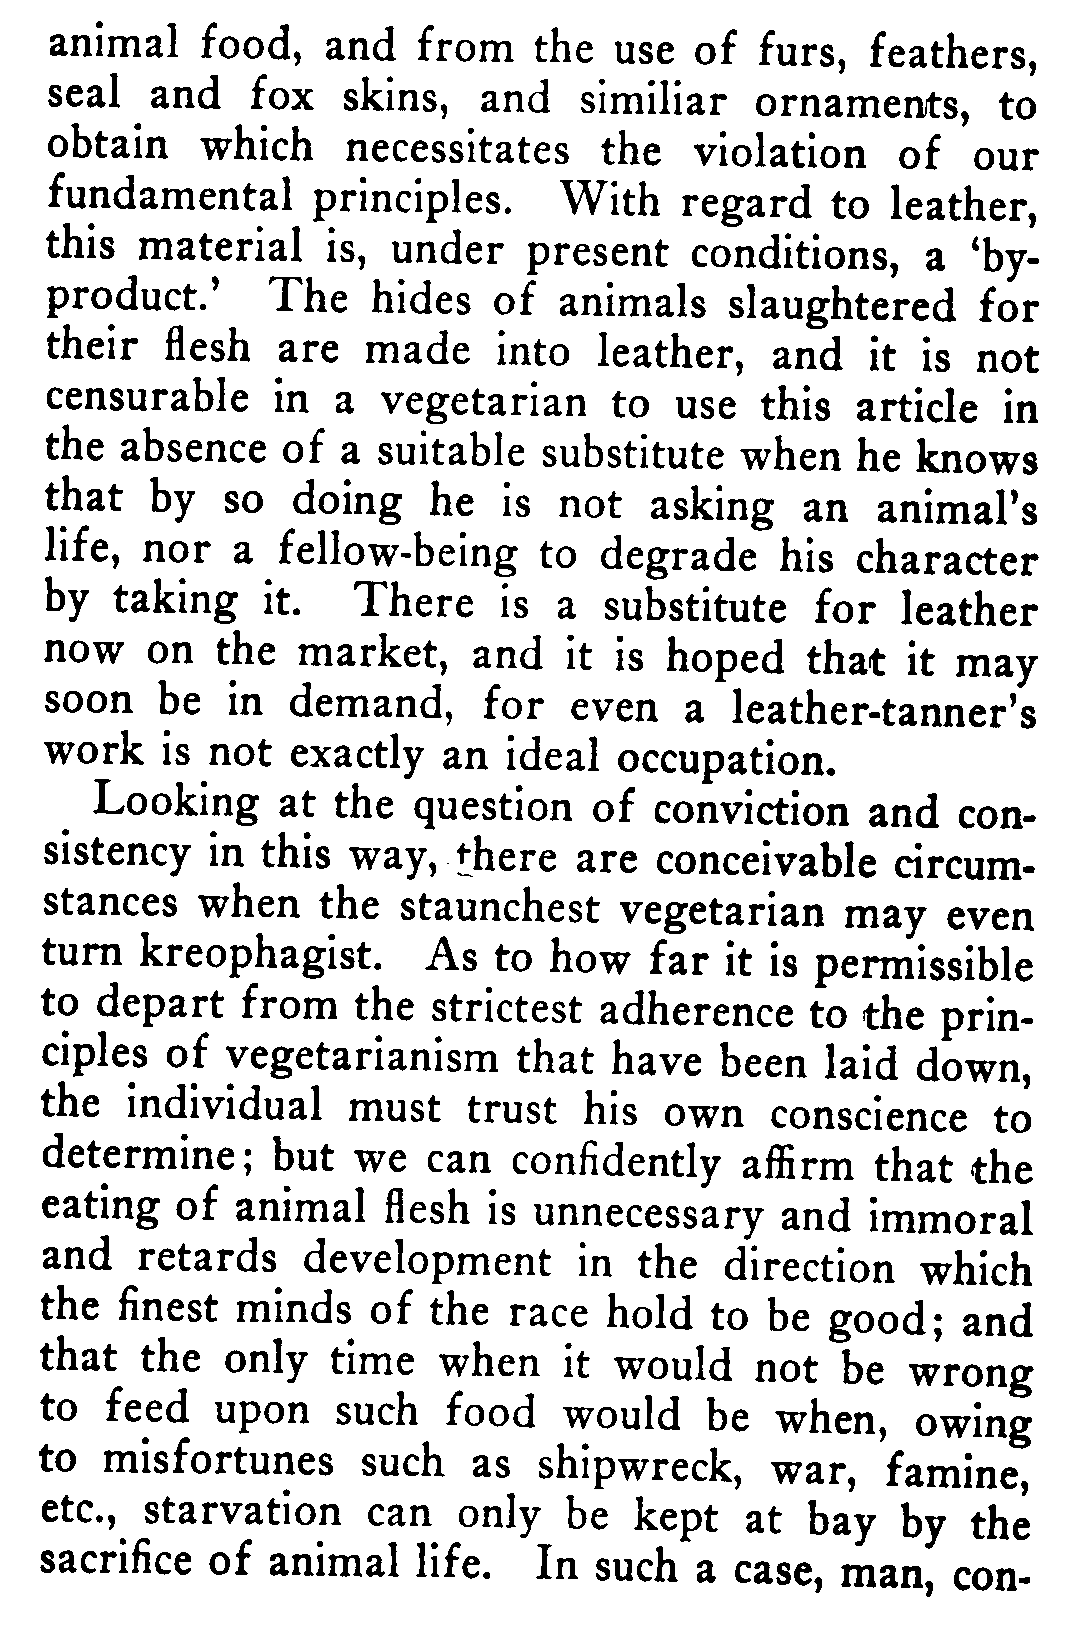 animal food, and from the use of furs, feathers,
seal and fox skins, and similiar ornaments, to
obtain which necessitates the violation of our
fundamental principles. With regard to leather,
this material is, under present conditions, a ‘by-
product.’ The hides of animals slaughtered for
their flesh are made into leather, and it is not
censurable in a vegetarian to use this article in
the absence of a suitable substitute when he knows
that by so doing he is not asking an animal's
life, nor a fellow-being to degrade his character
by taking it. There is a substitute for leather
now on the market, and it is hoped that it may
soon be in demand, for even a leather-tanner's
work is not exactly an ideal occupation.
Looking at the question of conviction and con-
sistency in this way, there are conceivable circum-
stances when the staunchest vegetarian may even
turn kreophagist. As to how far it is permissible
to depart from the strictest adherence to the prin-
ciples of vegetarianism that have been laid down,
the individual must trust his own conscience to
determine; but we can confidently affirm that the
eating of animal flesh is unnecessary and immoral
and retards development in the direction which
the finest minds of the race hold to be good; and
that the only time when it would not be wrong
to feed upon such food would be when, owing
to misfortunes such as shipwreck, war, famine,
etc., starvation can only be kept at bay by the
sacrifice of animal life. In such a case, man, con-